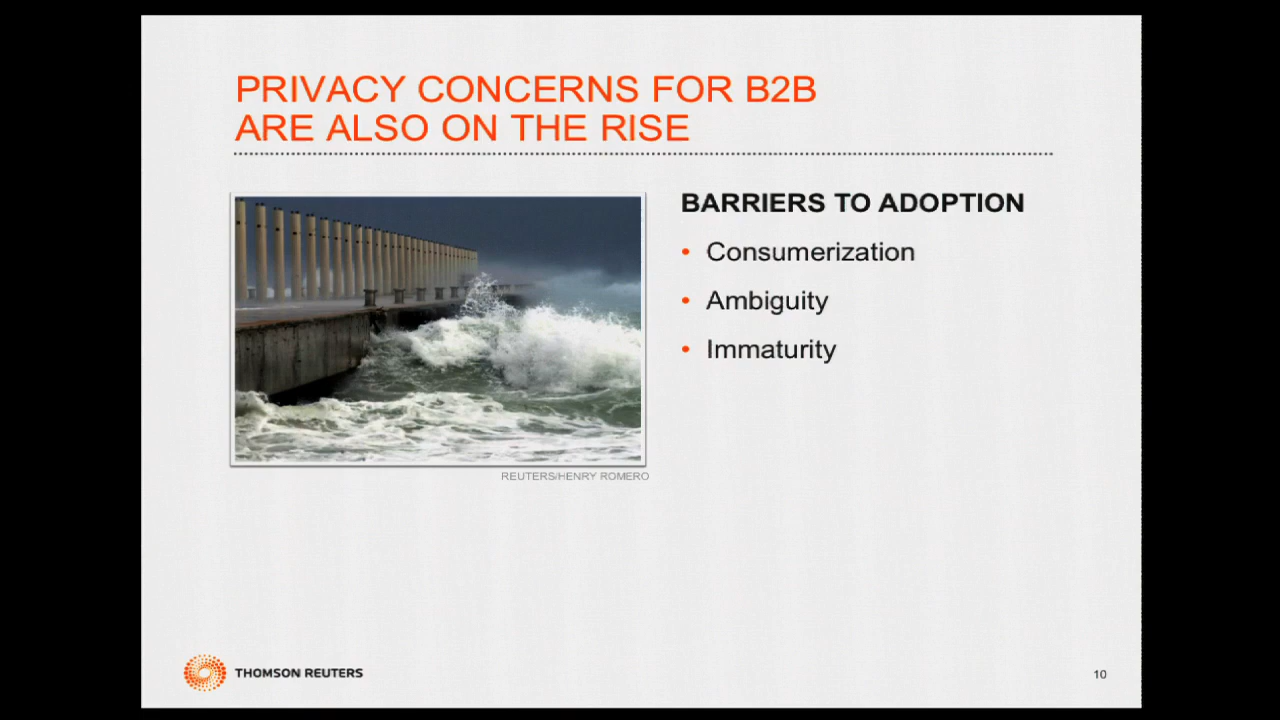 PRIVACY CONCERNS FOR B2B
ARE ALSO ON THE RISE
BARRIERS TO ADOPTION
• Consumerization
• Ambiguity
• Immaturity
REUTERS/HENRY ROMERO
THOMSON REUTERS
10